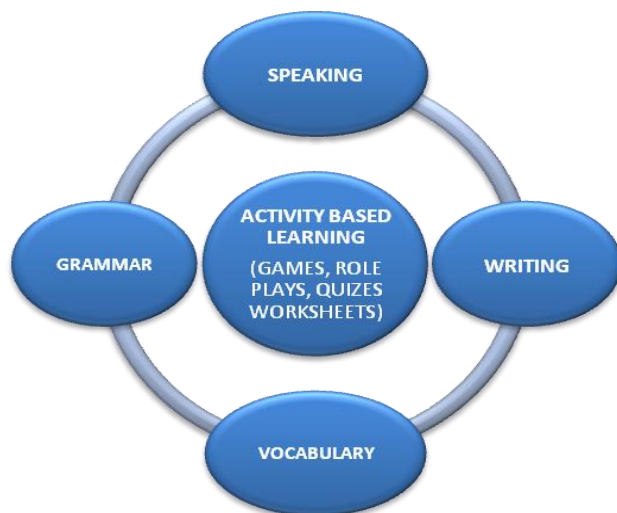 SPEAKING
GRAMMAR
ACTIVITY BASED
LEARNING
(GAMES, ROLE
PLAYS, QUIZES
WORKSHEETS)
WRITING
VOCABULARY